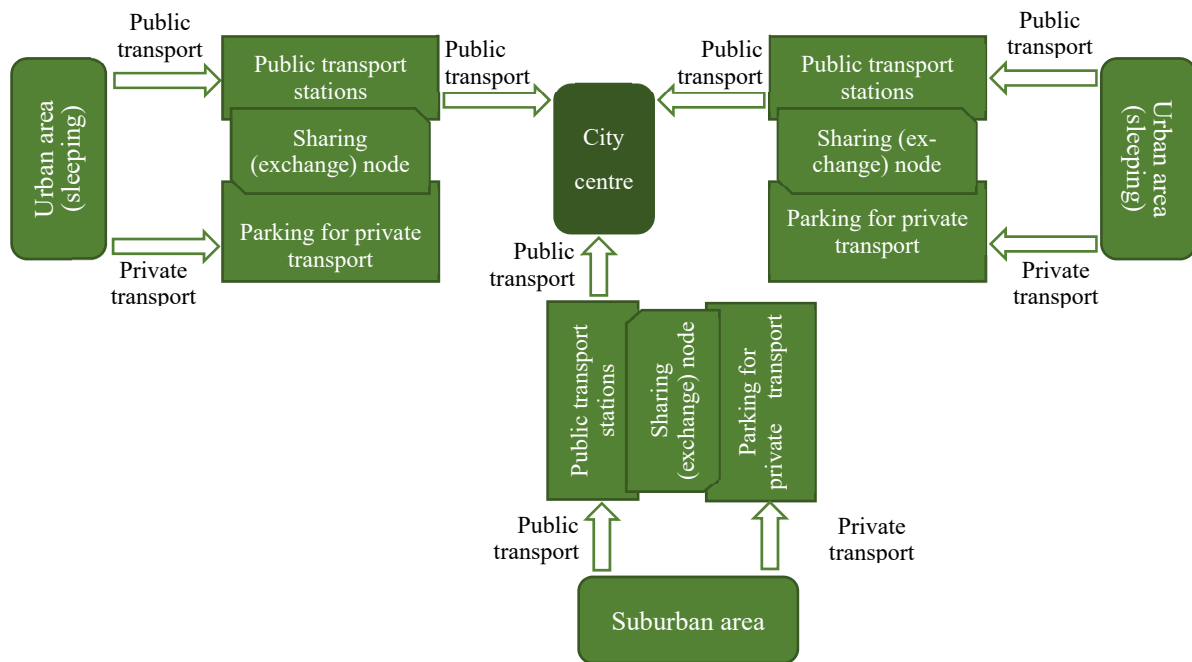 Public
transport
Public transport
stations
Public
transport
Urban area
(sleeping)
Sharing
(exchange) node
Parking for private
transport
Private
transport
City
centre
Public
transport
Public transport
stations
Public
transport
Sharing (ex-
change) node
Urban area
(sleeping)
Parking for private
transport
Private
transport
Public
transport
Public transport
stations
Sharing
(exchange) node
Parking for
private transport
Public
transport
Private
transport
Suburban area